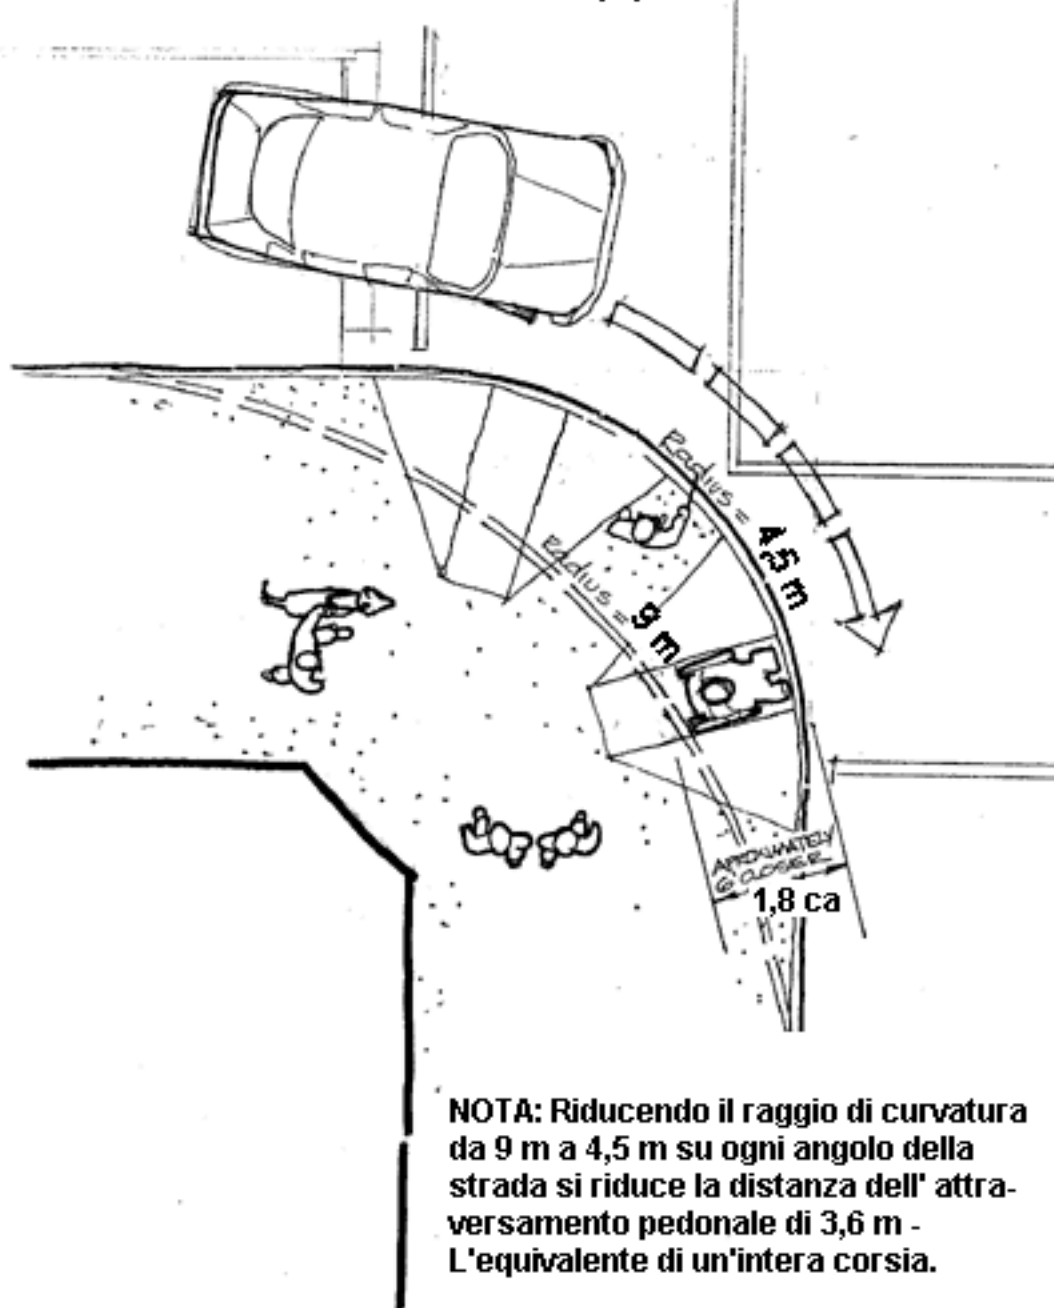 Radius =
4,5 m
Radius =
9 m
APROXIMATELY
6' CLOSER
1,8 ca
NOTA: Riducendo il raggio di curvatura
da 9 m a 4,5 m su ogni angolo della
strada si riduce la distanza dell' attra-
versamento pedonale di 3,6 m -
L'equivalente di un'intera corsia.